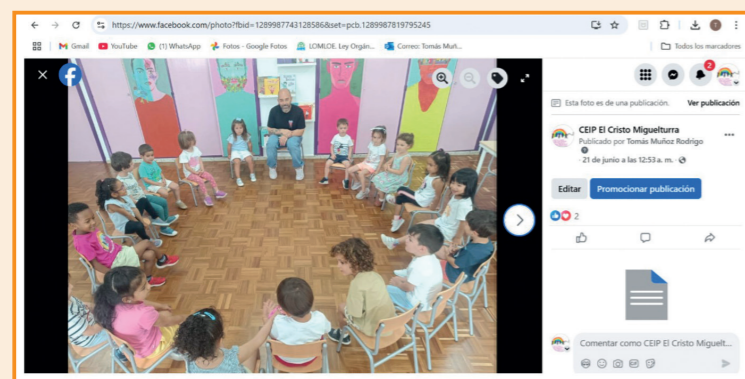 https://www.facebook.com/photo?fbid=1289987743128586&set=pcb.1289987819795245
Gmail YouTube (1) WhatsApp Fotos - Google Fotos LOMLOE. Ley Orgán... Correo: Tomás Muñ... Todos los marcadores
2
Esta foto es de una publicación. Ver publicación
CEIP El Cristo Miguelturra
Publicado por Tomás Muñoz Rodrigo
· 21 de junio a las 12:53 a. m. ·
Editar Promocionar publicación
2
Comentar como CEIP El Cristo Miguelt...